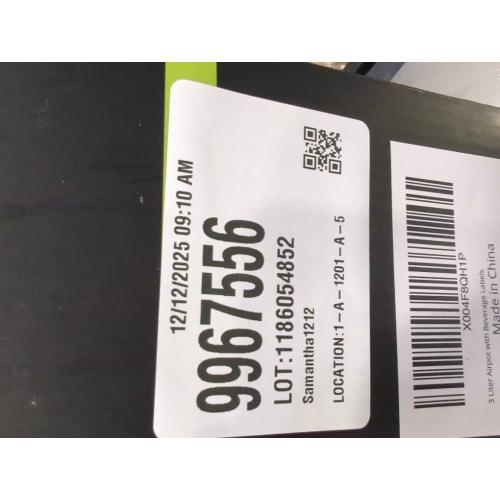 12/12/2025 09:10 AM
9967556
LOT:1186054852
Samantha1212
LOCATION:1-A-1201-A-5
X004F8QH1P
3 Liter Airpot with Beverage Labels
Made in China